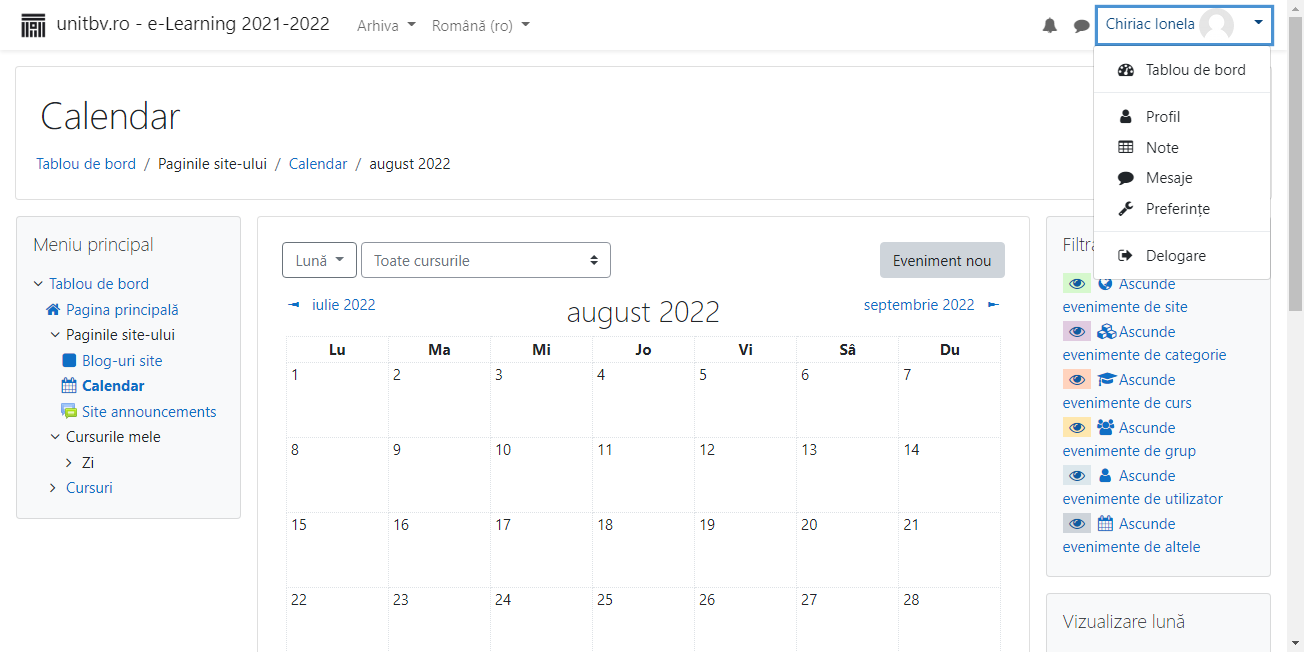 unitbv.ro - e-Learning 2021-2022
Arhiva
Română (ro)
Chiriac Ionela
Tablou de bord
Profil
Note
Mesaje
Preferințe
Delogare
Calendar
Tablou de bord / Paginile site-ului / Calendar / august 2022
Meniu principal
Tablou de bord
Pagina principală
Paginile site-ului
Blog-uri site
Calendar
Site announcements
Cursurile mele
Zi
Cursuri
Lună
Toate cursurile
Eveniment nou
◄ iulie 2022
august 2022
septembrie 2022 ►
Lu Ma Mi Jo Vi Sâ Du
1 2 3 4 5 6 7
8 9 10 11 12 13 14
15 16 17 18 19 20 21
22 23 24 25 26 27 28
Ascunde
evenimente de site
Ascunde
evenimente de categorie
Ascunde
evenimente de curs
Ascunde
evenimente de grup
Ascunde
evenimente de utilizator
Ascunde
evenimente de altele
Vizualizare lună